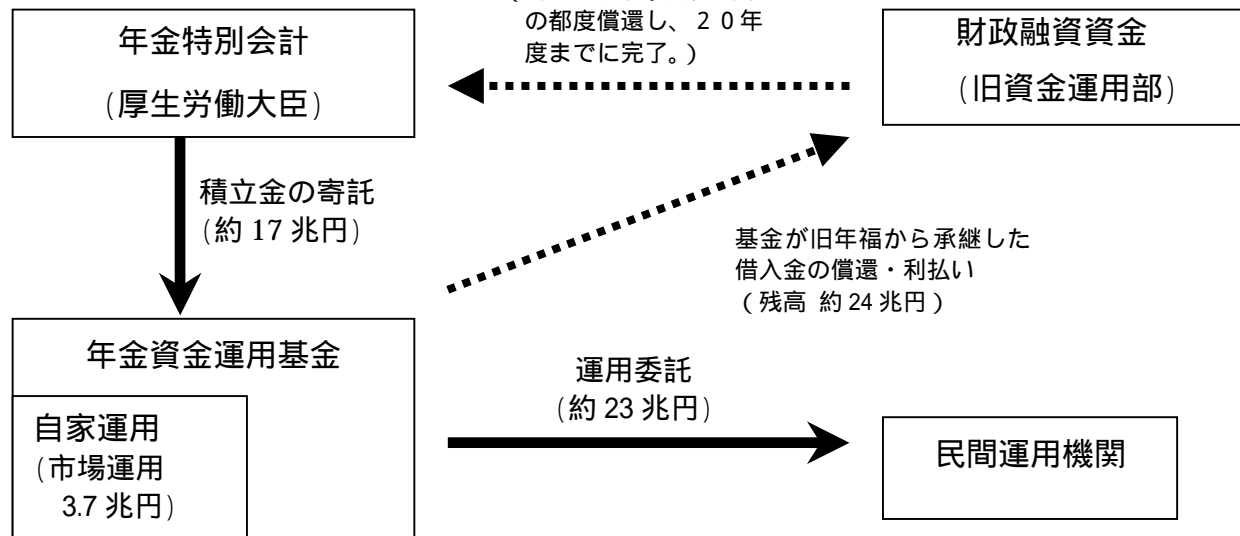 の都度償還し、２０年
度までに完了。)
年金特別会計
(厚生労働大臣)
財政融資資金
(旧資金運用部)
積立金の寄託
(約 17 兆円)
基金が旧年福から承継した
借入金の償還・利払い
(残高 約 24 兆円)
年金資金運用基金
自家運用
(市場運用
3.7 兆円)
運用委託
(約 23 兆円)
民間運用機関